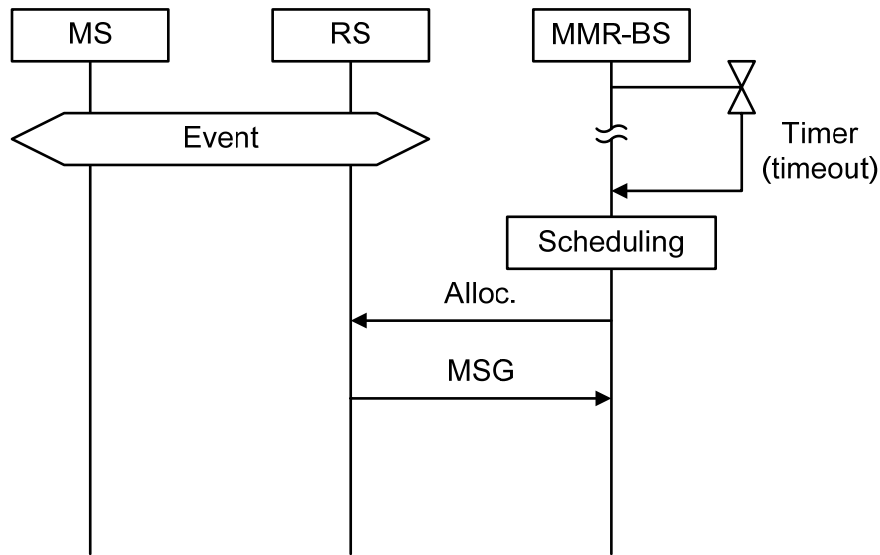 MS
RS
MMR-BS
Event
Timer
(timeout)
Scheduling
Alloc.
MSG